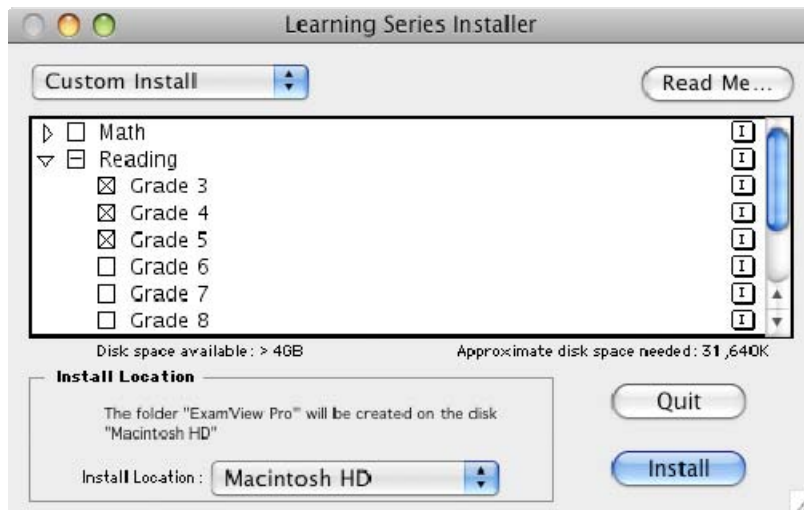 Learning Series Installer
Custom Install
Read Me...
Math I
Reading I
Grade 3 I
Grade 4 I
Grade 5 I
Grade 6 I
Grade 7 I
Grade 8 I
Disk space available: > 4GB Approximate disk space needed: 31,640K
Install Location
The folder "ExamView Pro" will be created on the disk
"Macintosh HD"
Install Location: Macintosh HD
Quit
Install